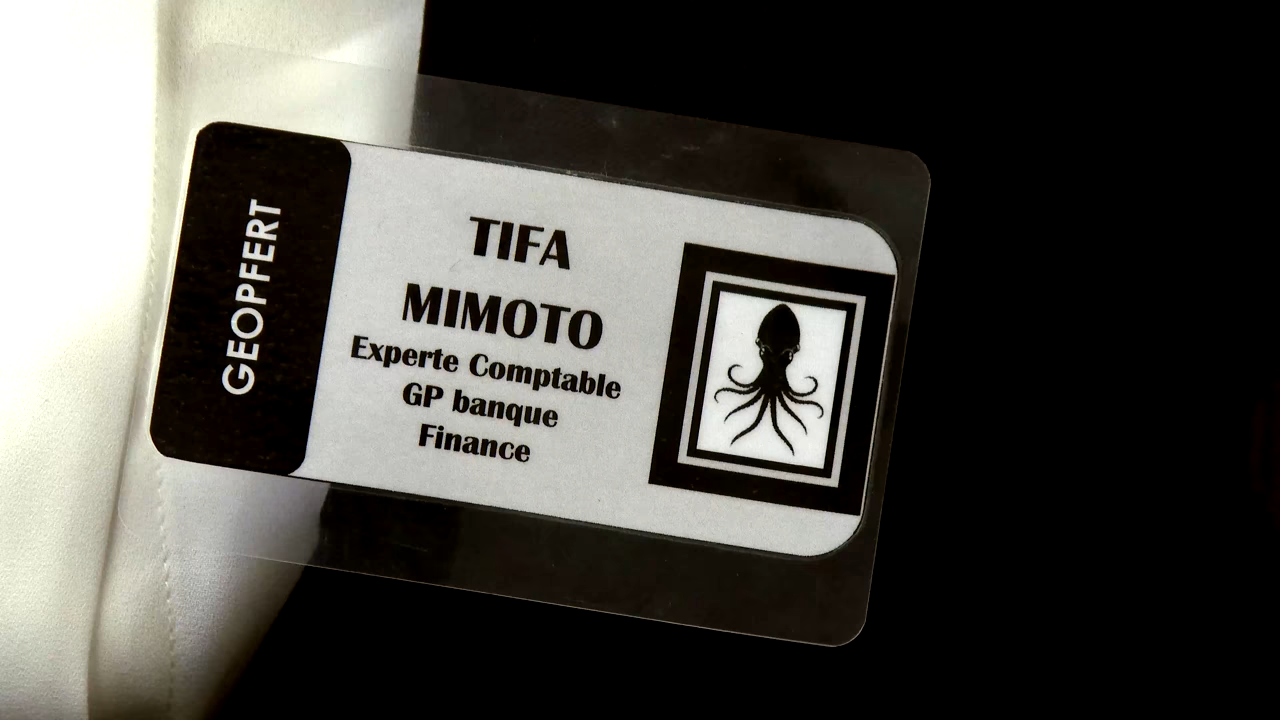 GEOPFERT
TIFA
MIMOTO
Experte Comptable
GP banque
Finance